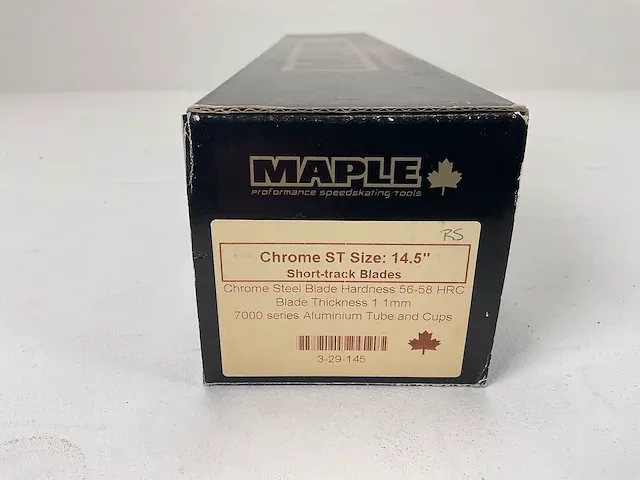 MAPLE
Proformance speedskating tools
RS
Chrome ST Size: 14.5"
Short-track Blades
Chrome Steel Blade Hardness 56-58 HRC
Blade Thickness 1.1mm
7000 series Aluminium Tube and Cups
3-29-145